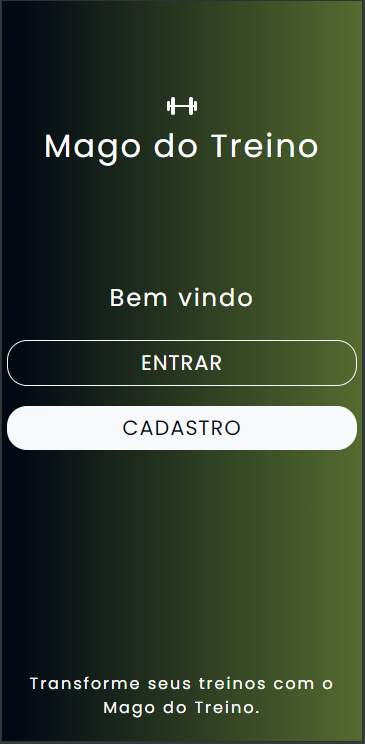 Mago do Treino
Bem vindo
ENTRAR
CADASTRO
Transforme seus treinos com o
Mago do Treino.